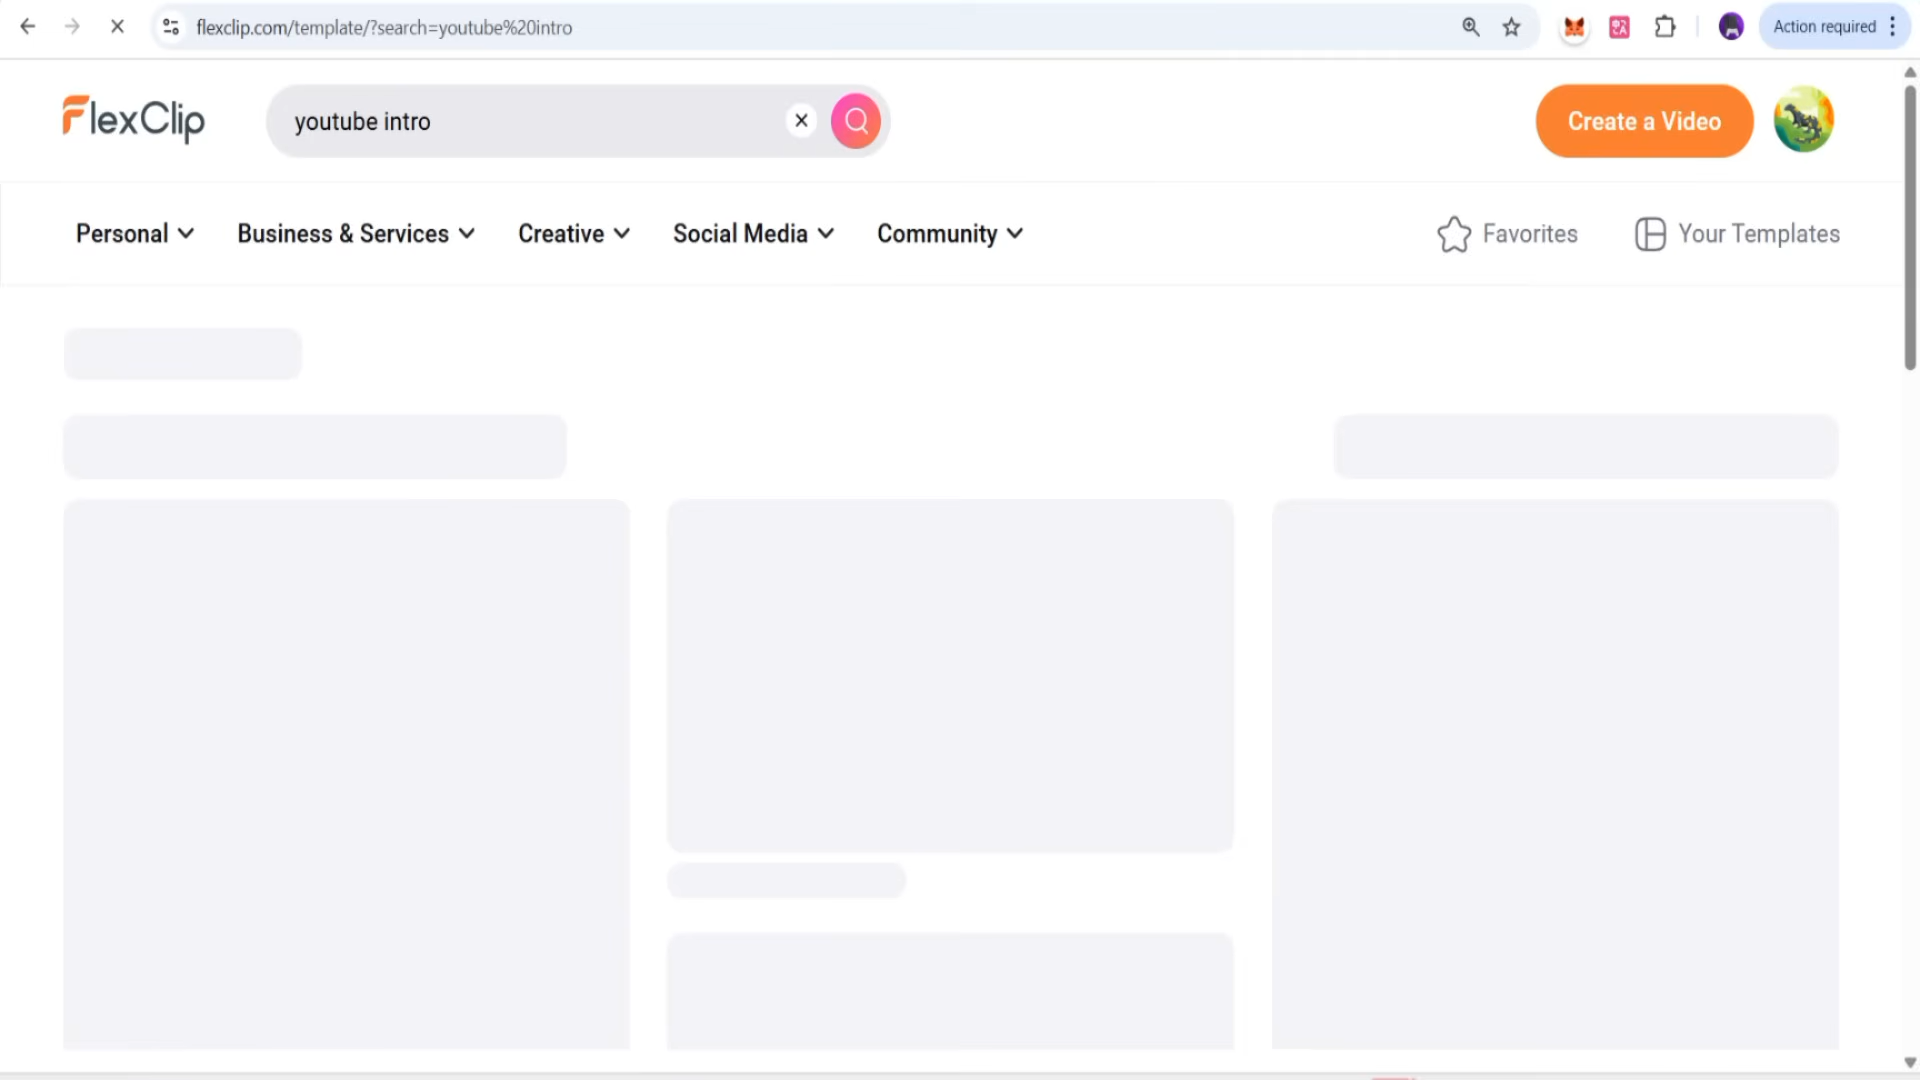 flexclip.com/template/?search=youtube%20intro
Action required
FlexClip
youtube intro
Create a Video
Personal
Business & Services
Creative
Social Media
Community
Favorites
Your Templates